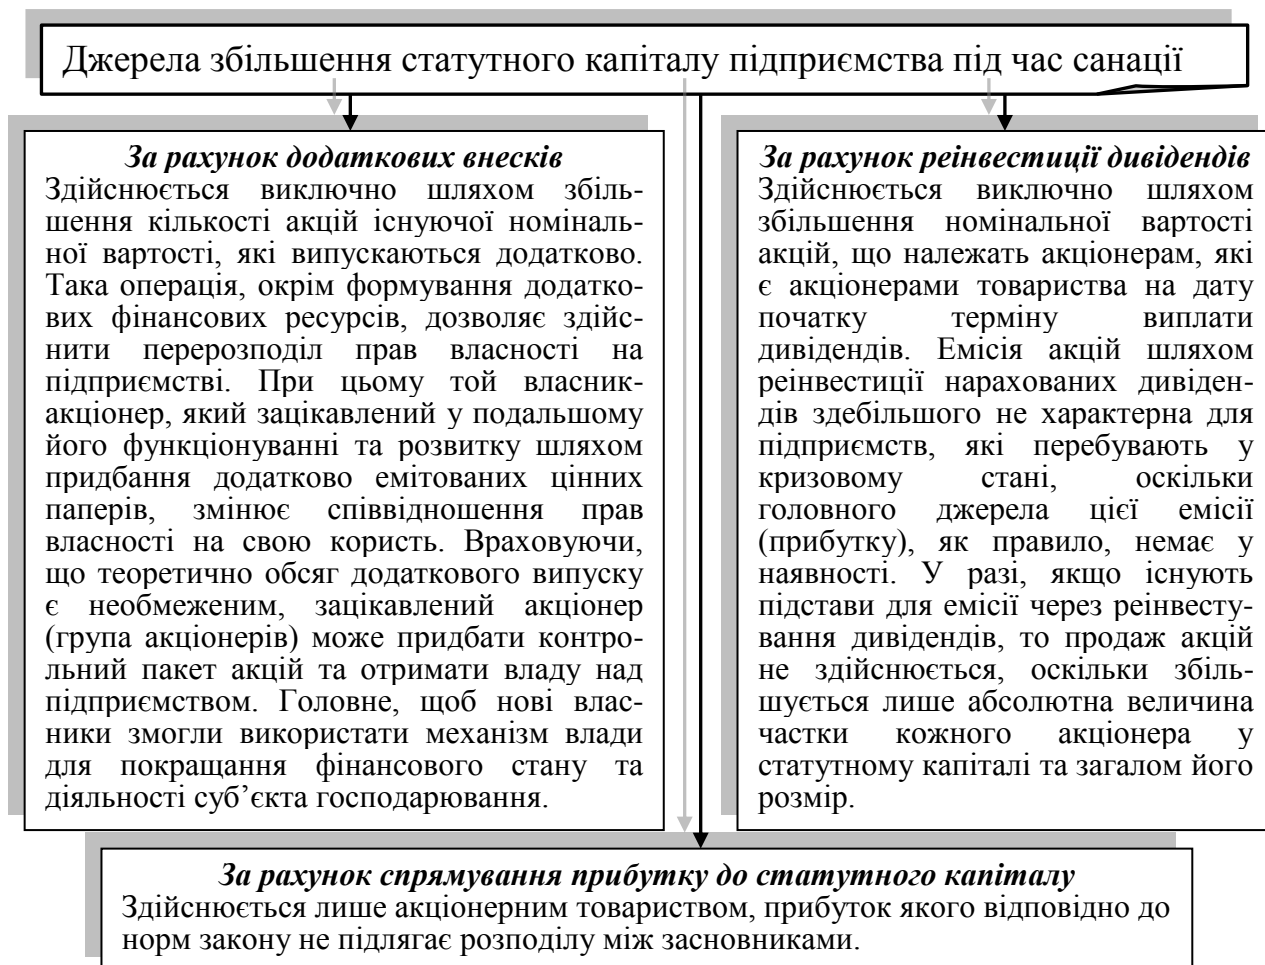 Джерела збільшення статутного капіталу підприємства під час санації
За рахунок додаткових внесків
Здійснюється виключно шляхом збіль-
шення кількості акцій існуючої номіналь-
ної вартості, які випускаються додатково.
Така операція, окрім формування додатко-
вих фінансових ресурсів, дозволяє здійс-
нити перерозподіл прав власності на
підприємстві. При цьому той власник-
акціонер, який зацікавлений у подальшому
його функціонуванні та розвитку шляхом
придбання додатково емітованих цінних
паперів, змінює співвідношення прав
власності на свою користь. Враховуючи,
що теоретично обсяг додаткового випуску
є необмеженим, зацікавлений акціонер
(група акціонерів) може придбати контро-
льний пакет акцій та отримати владу над
підприємством. Головне, щоб нові влас-
ники змогли використати механізм влади
для покращання фінансового стану та
діяльності суб’єкта господарювання.
За рахунок реінвестиції дивідендів
Здійснюється виключно шляхом
збільшення номінальної вартості
акцій, що належать акціонерам, які
є акціонерами товариства на дату
початку терміну виплати
дивідендів. Емісія акцій шляхом
реінвестиції нарахованих дивіден-
дів здебільшого не характерна для
підприємств, які перебувають у
кризовому стані, оскільки
головного джерела цієї емісії
(прибутку), як правило, немає у
наявності. У разі, якщо існують
підстави для емісії через реінвесту-
вання дивідендів, то продаж акцій
не здійснюється, оскільки збіль-
шується лише абсолютна величина
частки кожного акціонера у
статутному капіталі та загалом його
розмір.
За рахунок спрямування прибутку до статутного капіталу
Здійснюється лише акціонерним товариством, прибуток якого відповідно до
норм закону не підлягає розподілу між засновниками.